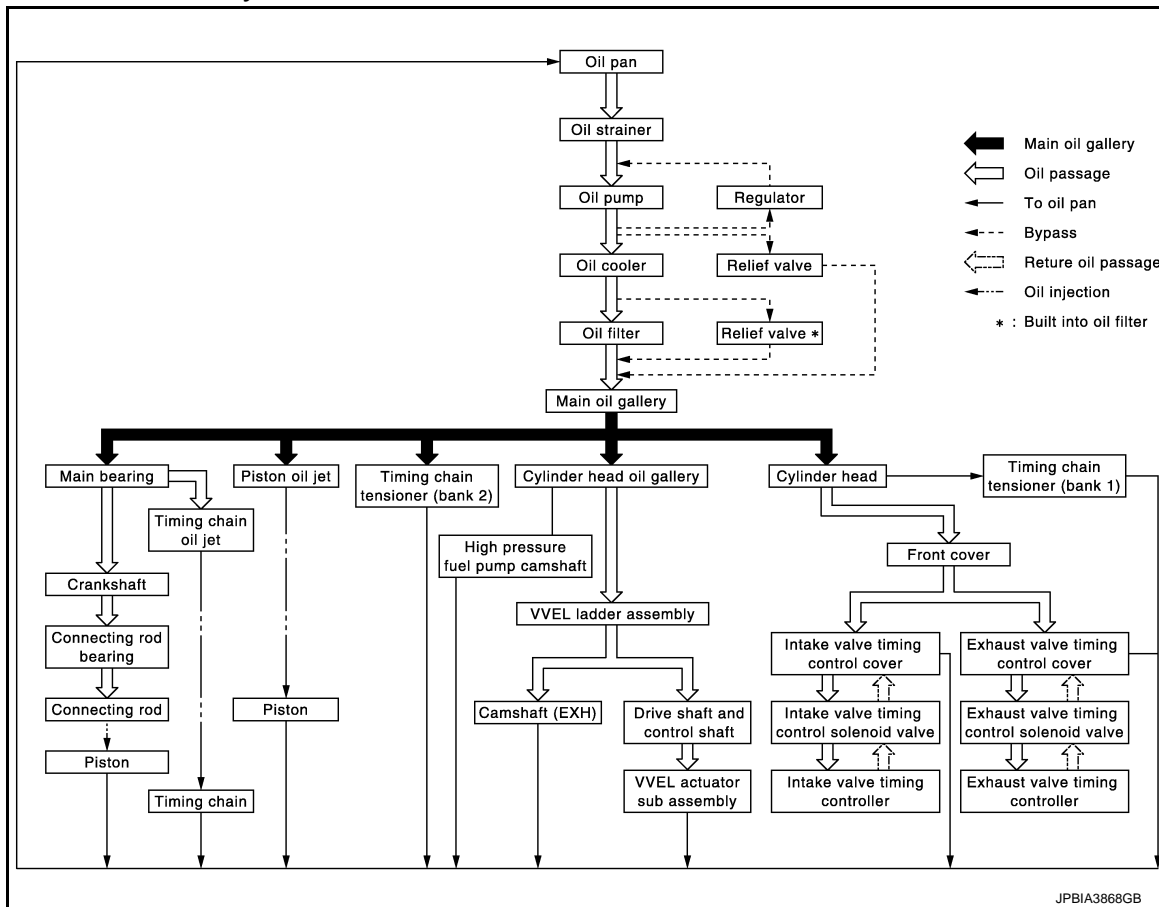 Oil pan
Oil strainer
Oil pump
Regulator
Oil cooler
Relief valve
Oil filter
Relief valve *
Main oil gallery
Main oil gallery
Oil passage
To oil pan
Bypass
Reture oil passage
Oil injection
* : Built into oil filter
Main bearing
Piston oil jet
Timing chain
tensioner (bank 2)
Cylinder head oil gallery
Cylinder head
Timing chain
tensioner (bank 1)
Timing chain
oil jet
High pressure
fuel pump camshaft
Front cover
Crankshaft
VVEL ladder assembly
Connecting rod
bearing
Intake valve timing
control cover
Exhaust valve timing
control cover
Connecting rod
Piston
Camshaft (EXH)
Drive shaft and
control shaft
Intake valve timing
control solenoid valve
Exhaust valve timing
control solenoid valve
Piston
Timing chain
VVEL actuator
sub assembly
Intake valve timing
controller
Exhaust valve timing
controller
JPBIA3868GB